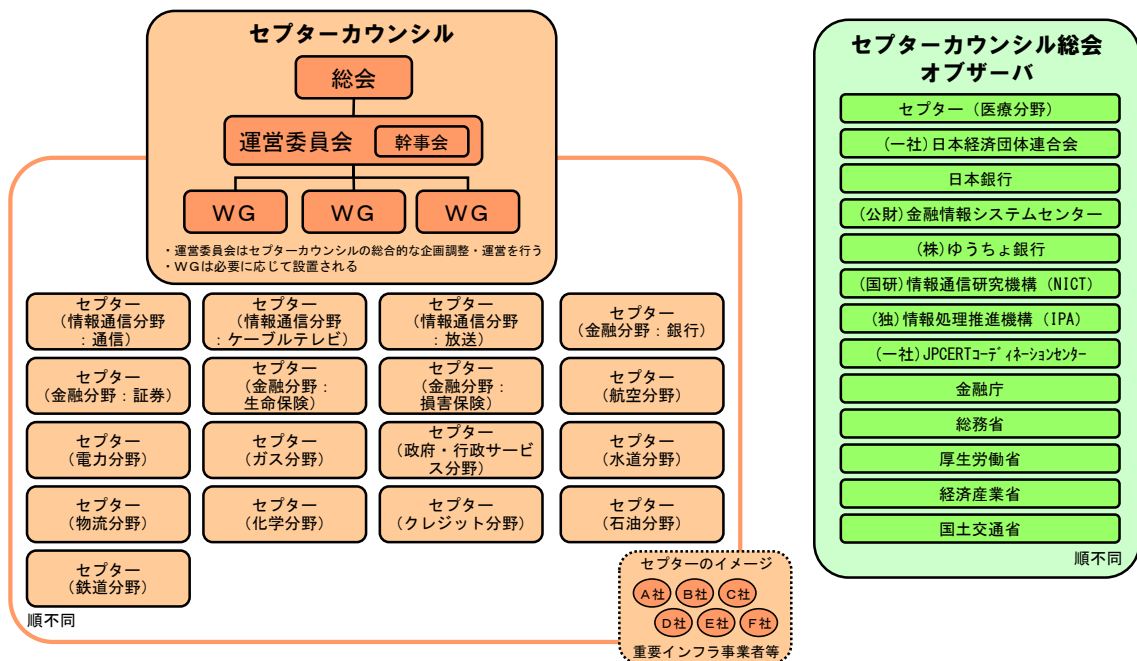 セプターカウンシル
総会
運営委員会
幹事会
WG
WG
WG
・運営委員会はセプターカウンシルの総合的な企画調整・運営を行う
・WGは必要に応じて設置される
セプター
(情報通信分野
:通信)
セプター
(情報通信分野
:ケーブルテレビ)
セプター
(情報通信分野
:放送)
セプター
(金融分野:銀行)
セプター
(金融分野:証券)
セプター
(金融分野:
生命保険)
セプター
(金融分野:
損害保険)
セプター
(航空分野)
セプター
(電力分野)
セプター
(ガス分野)
セプター
(政府・行政サービ
ス分野)
セプター
(水道分野)
セプター
(物流分野)
セプター
(化学分野)
セプター
(クレジット分野)
セプター
(石油分野)
セプター
(鉄道分野)
順不同
セプターのイメージ
A社
B社
C社
D社
E社
F社
重要インフラ事業者等
セプターカウンシル総会
オブザーバ
セプター(医療分野)
(一社)日本経済団体連合会
日本銀行
(公財)金融情報システムセンター
(株)ゆうちょ銀行
(国研)情報通信研究機構(NICT)
(独)情報処理推進機構(IPA)
(一社)JPCERTコーディネーションセンター
金融庁
総務省
厚生労働省
経済産業省
国土交通省
順不同